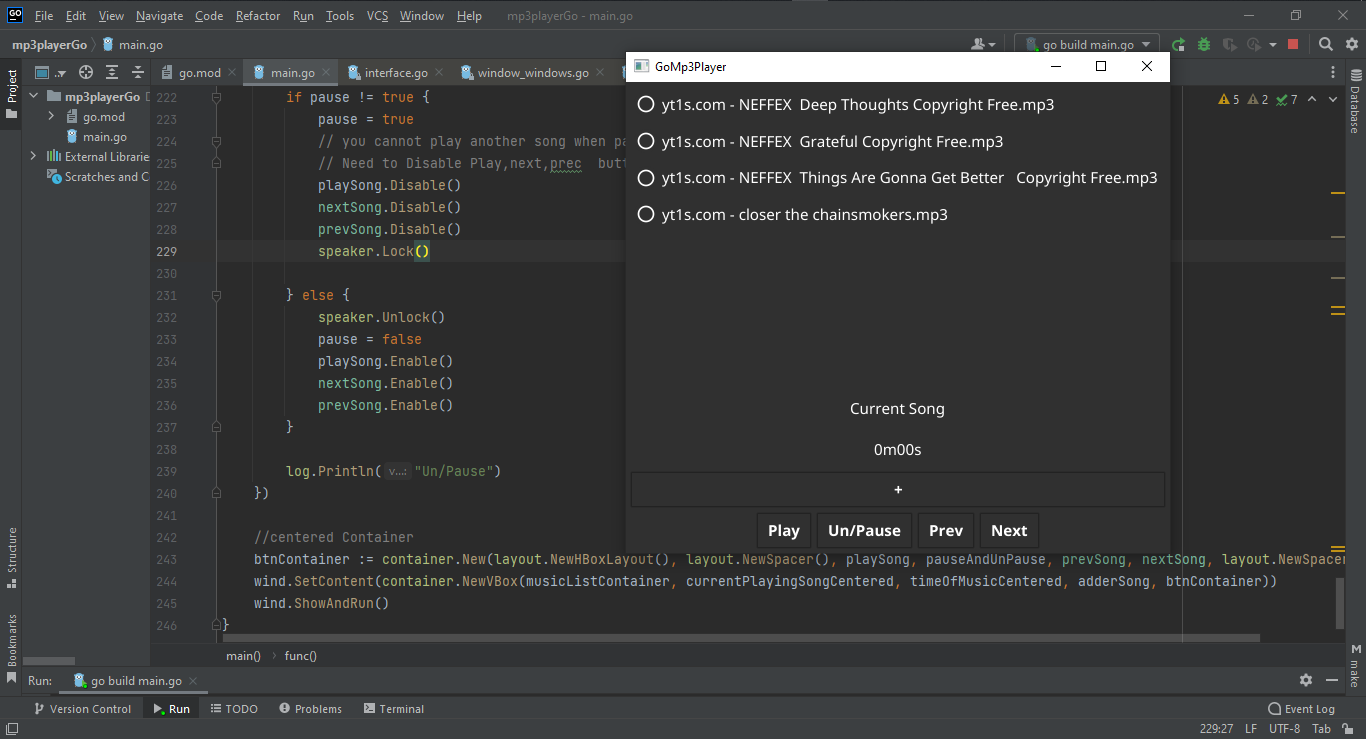 GO File Edit View Navigate Code Refactor Run Tools VCS Window Help mp3playerGo - main.go
mp3playerGo main.go
go build main.go
Project
mp3playerGo
go.mod
main.go
External Librarie
Scratches and C
go.mod main.go interface.go window_windows.go
5 2 7
222 if pause != true {
223 pause = true
224 // you cannot play another song when pa
225 // Need to Disable Play,next,prec butt
226 playSong.Disable()
227 nextSong.Disable()
228 prevSong.Disable()
229 speaker.Lock()
230
231 } else {
232 speaker.Unlock()
233 pause = false
234 playSong.Enable()
235 nextSong.Enable()
236 prevSong.Enable()
237 }
238
239 log.Println( v...: "Un/Pause")
240 })
241
242 //centered Container
243 btnContainer := container.New(layout.NewHBoxLayout(), layout.NewSpacer(), playSong, pauseAndUnPause, prevSong, nextSong, layout.NewSpacer
244 wind.SetContent(container.NewVBox(musicListContainer, currentPlayingSongCentered, timeOfMusicCentered, adderSong, btnContainer))
245 wind.ShowAndRun()
246 }
GoMp3Player
yt1s.com - NEFFEX Deep Thoughts Copyright Free.mp3
yt1s.com - NEFFEX Grateful Copyright Free.mp3
yt1s.com - NEFFEX Things Are Gonna Get Better Copyright Free.mp3
yt1s.com - closer the chainsmokers.mp3
Current Song
0m00s
+
Play Un/Pause Prev Next
Database
make
Structure
Bookmarks
main() func()
Run: go build main.go
Version Control Run TODO Problems Terminal Event Log
229:27 LF UTF-8 Tab